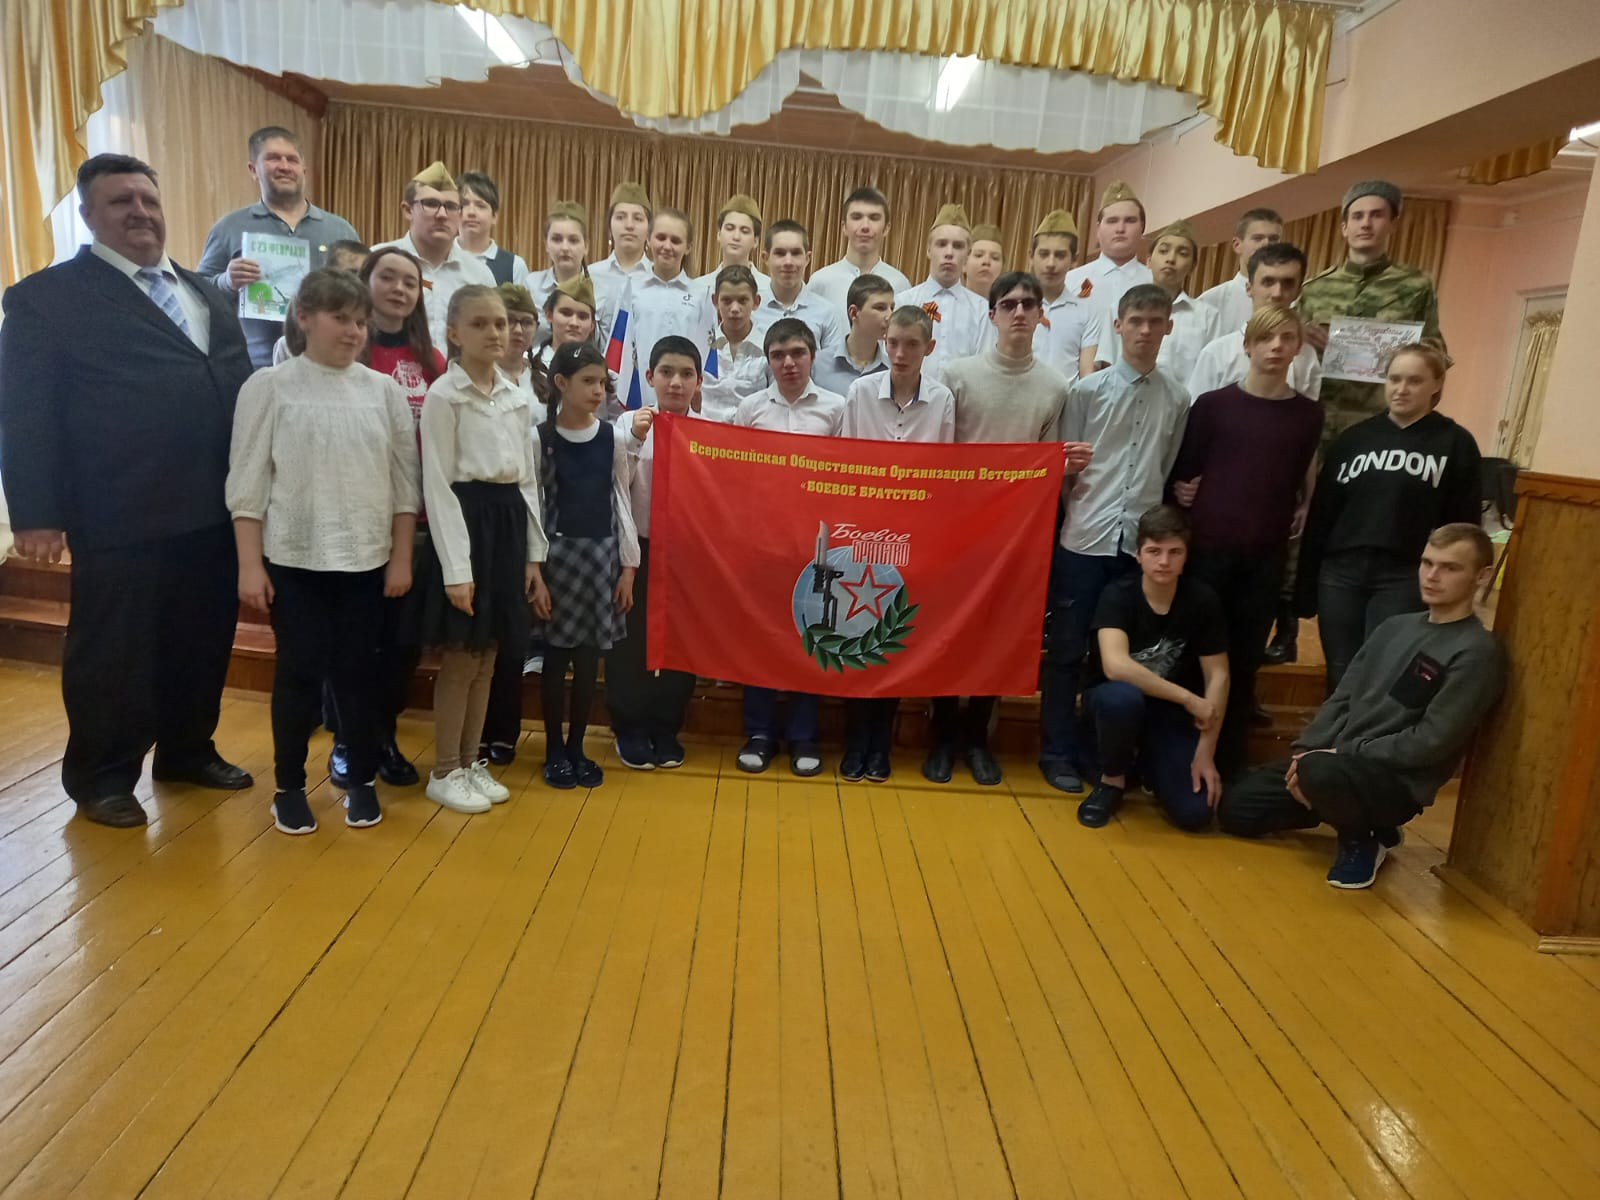 С 23 ФЕВРАЛЯ!
Всероссийская Общественная Организация Ветеранов
«БОЕВОЕ БРАТСТВО»
Боевое
БРАТСТВО
LONDON